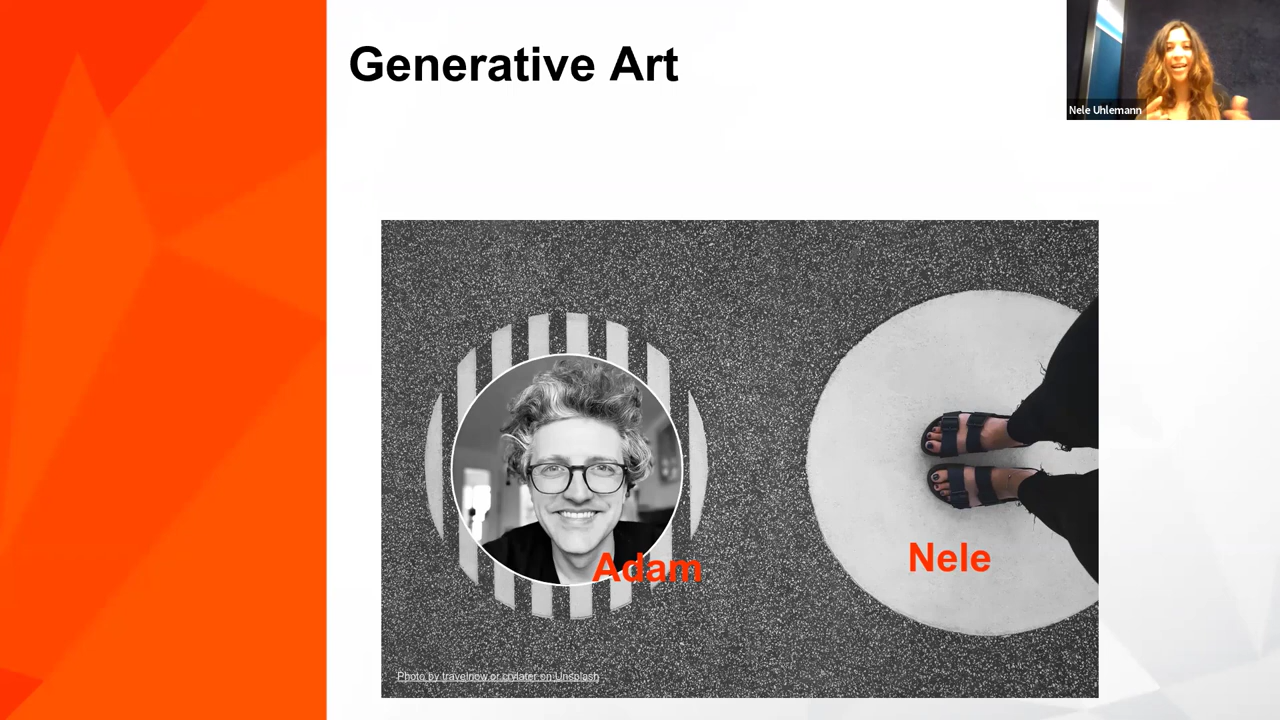 Generative Art
Nele Uhlemann
Adam
Nele
Photo by travelnow or crylater on Unsplash